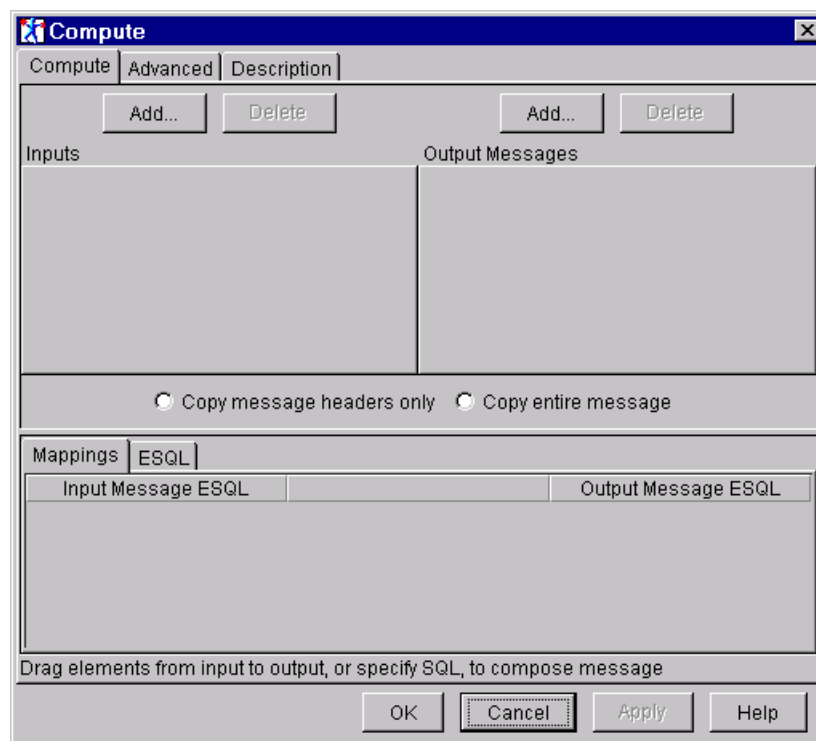 Compute
Compute Advanced Description
Add... Delete Add... Delete
Inputs Output Messages
Copy message headers only Copy entire message
Mappings ESQL
Input Message ESQL Output Message ESQL
Drag elements from input to output, or specify SQL, to compose message
OK Cancel Apply Help